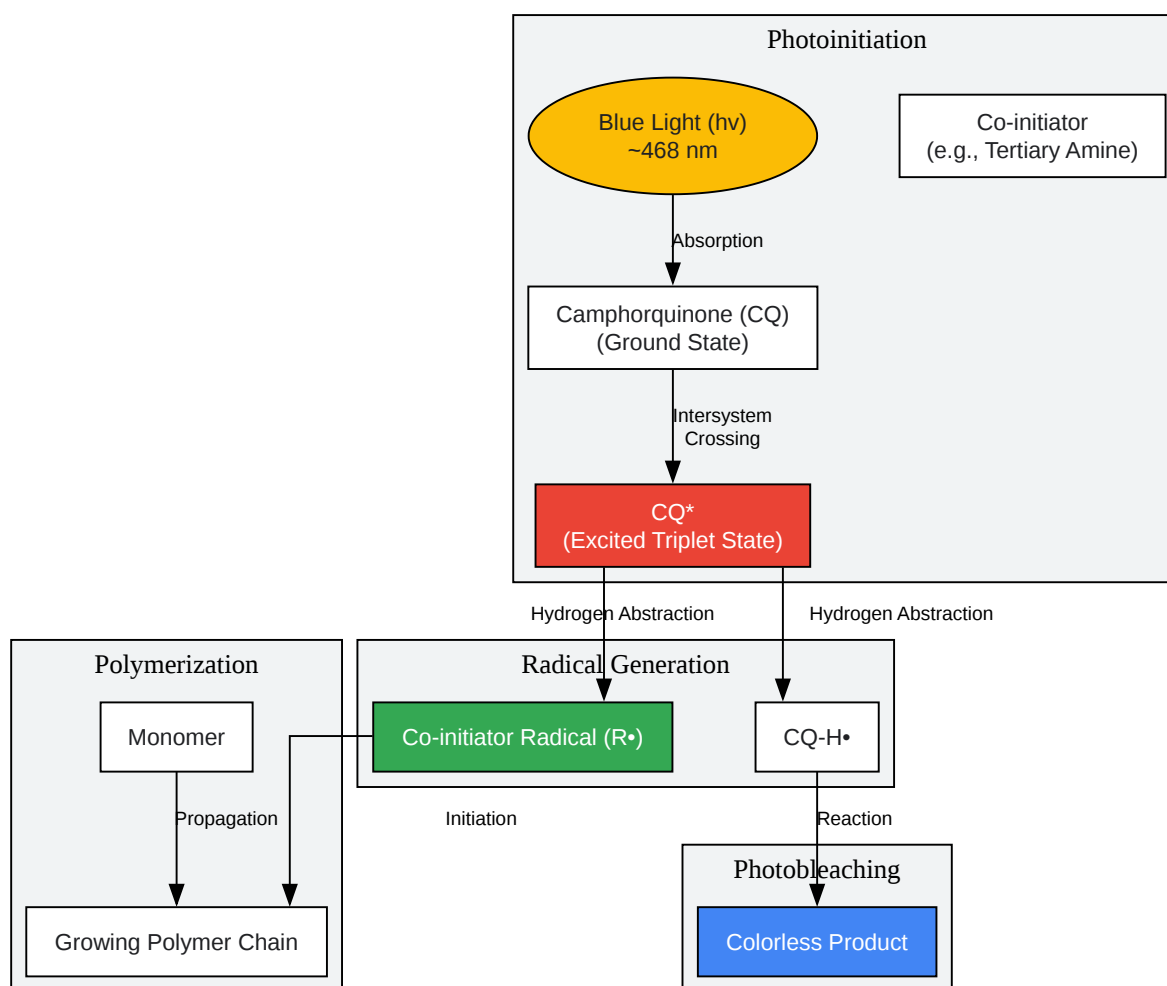 Photoinitiation
Blue Light (hv)
~468 nm
Co-initiator
(e.g., Tertiary Amine)
Absorption
Camphorquinone (CQ)
(Ground State)
Intersystem
Crossing
CQ*
(Excited Triplet State)
Hydrogen Abstraction
Hydrogen Abstraction
Polymerization
Radical Generation
Monomer
Co-initiator Radical (R•)
CQ-H•
Propagation
Initiation
Reaction
Photobleaching
Growing Polymer Chain
Colorless Product